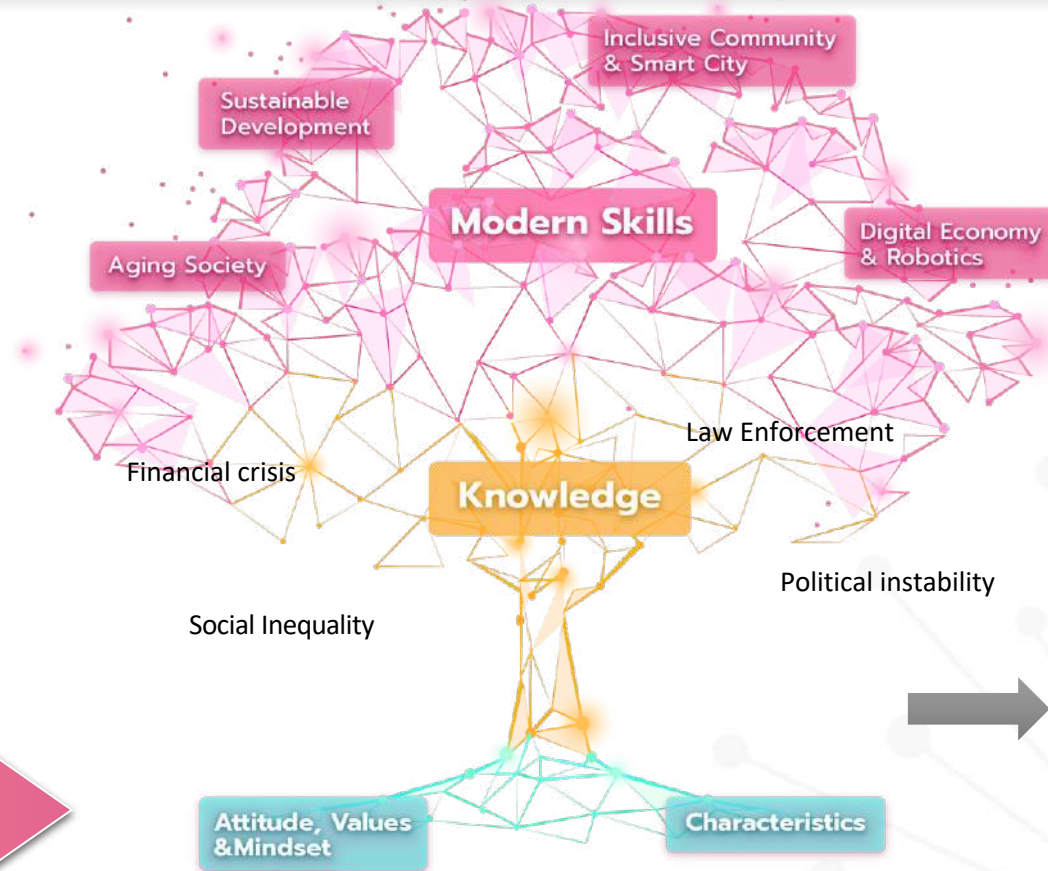 Inclusive Community
& Smart City
Sustainable
Development
Modern Skills
Digital Economy
& Robotics
Aging Society
Law Enforcement
Financial crisis
Knowledge
Political instability
Social Inequality
Attitude, Values
&Mindset
Characteristics